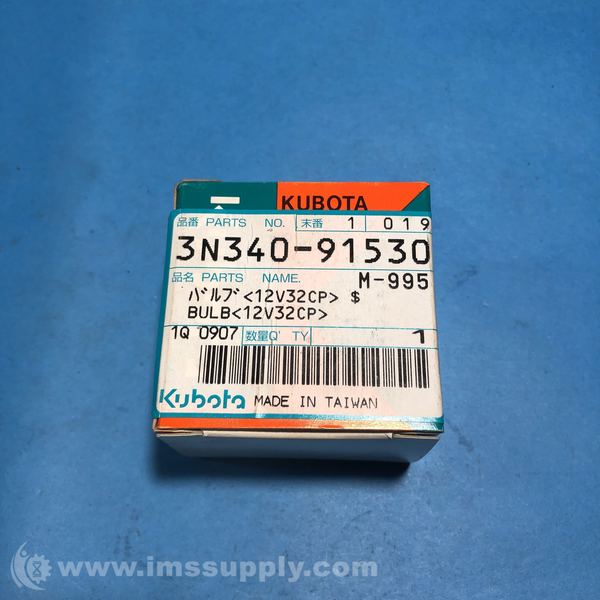 KUBOTA
品番 PARTS NO. 末番 1 019
3N340-91530
品名 PARTS NAME. M-995
ﾊﾞﾙﾌﾞ<12V32CP> $
BULB<12V32CP>
1Q 0907 数量Q' TY 1
Kubota MADE IN TAIWAN
© www.imssupply.com